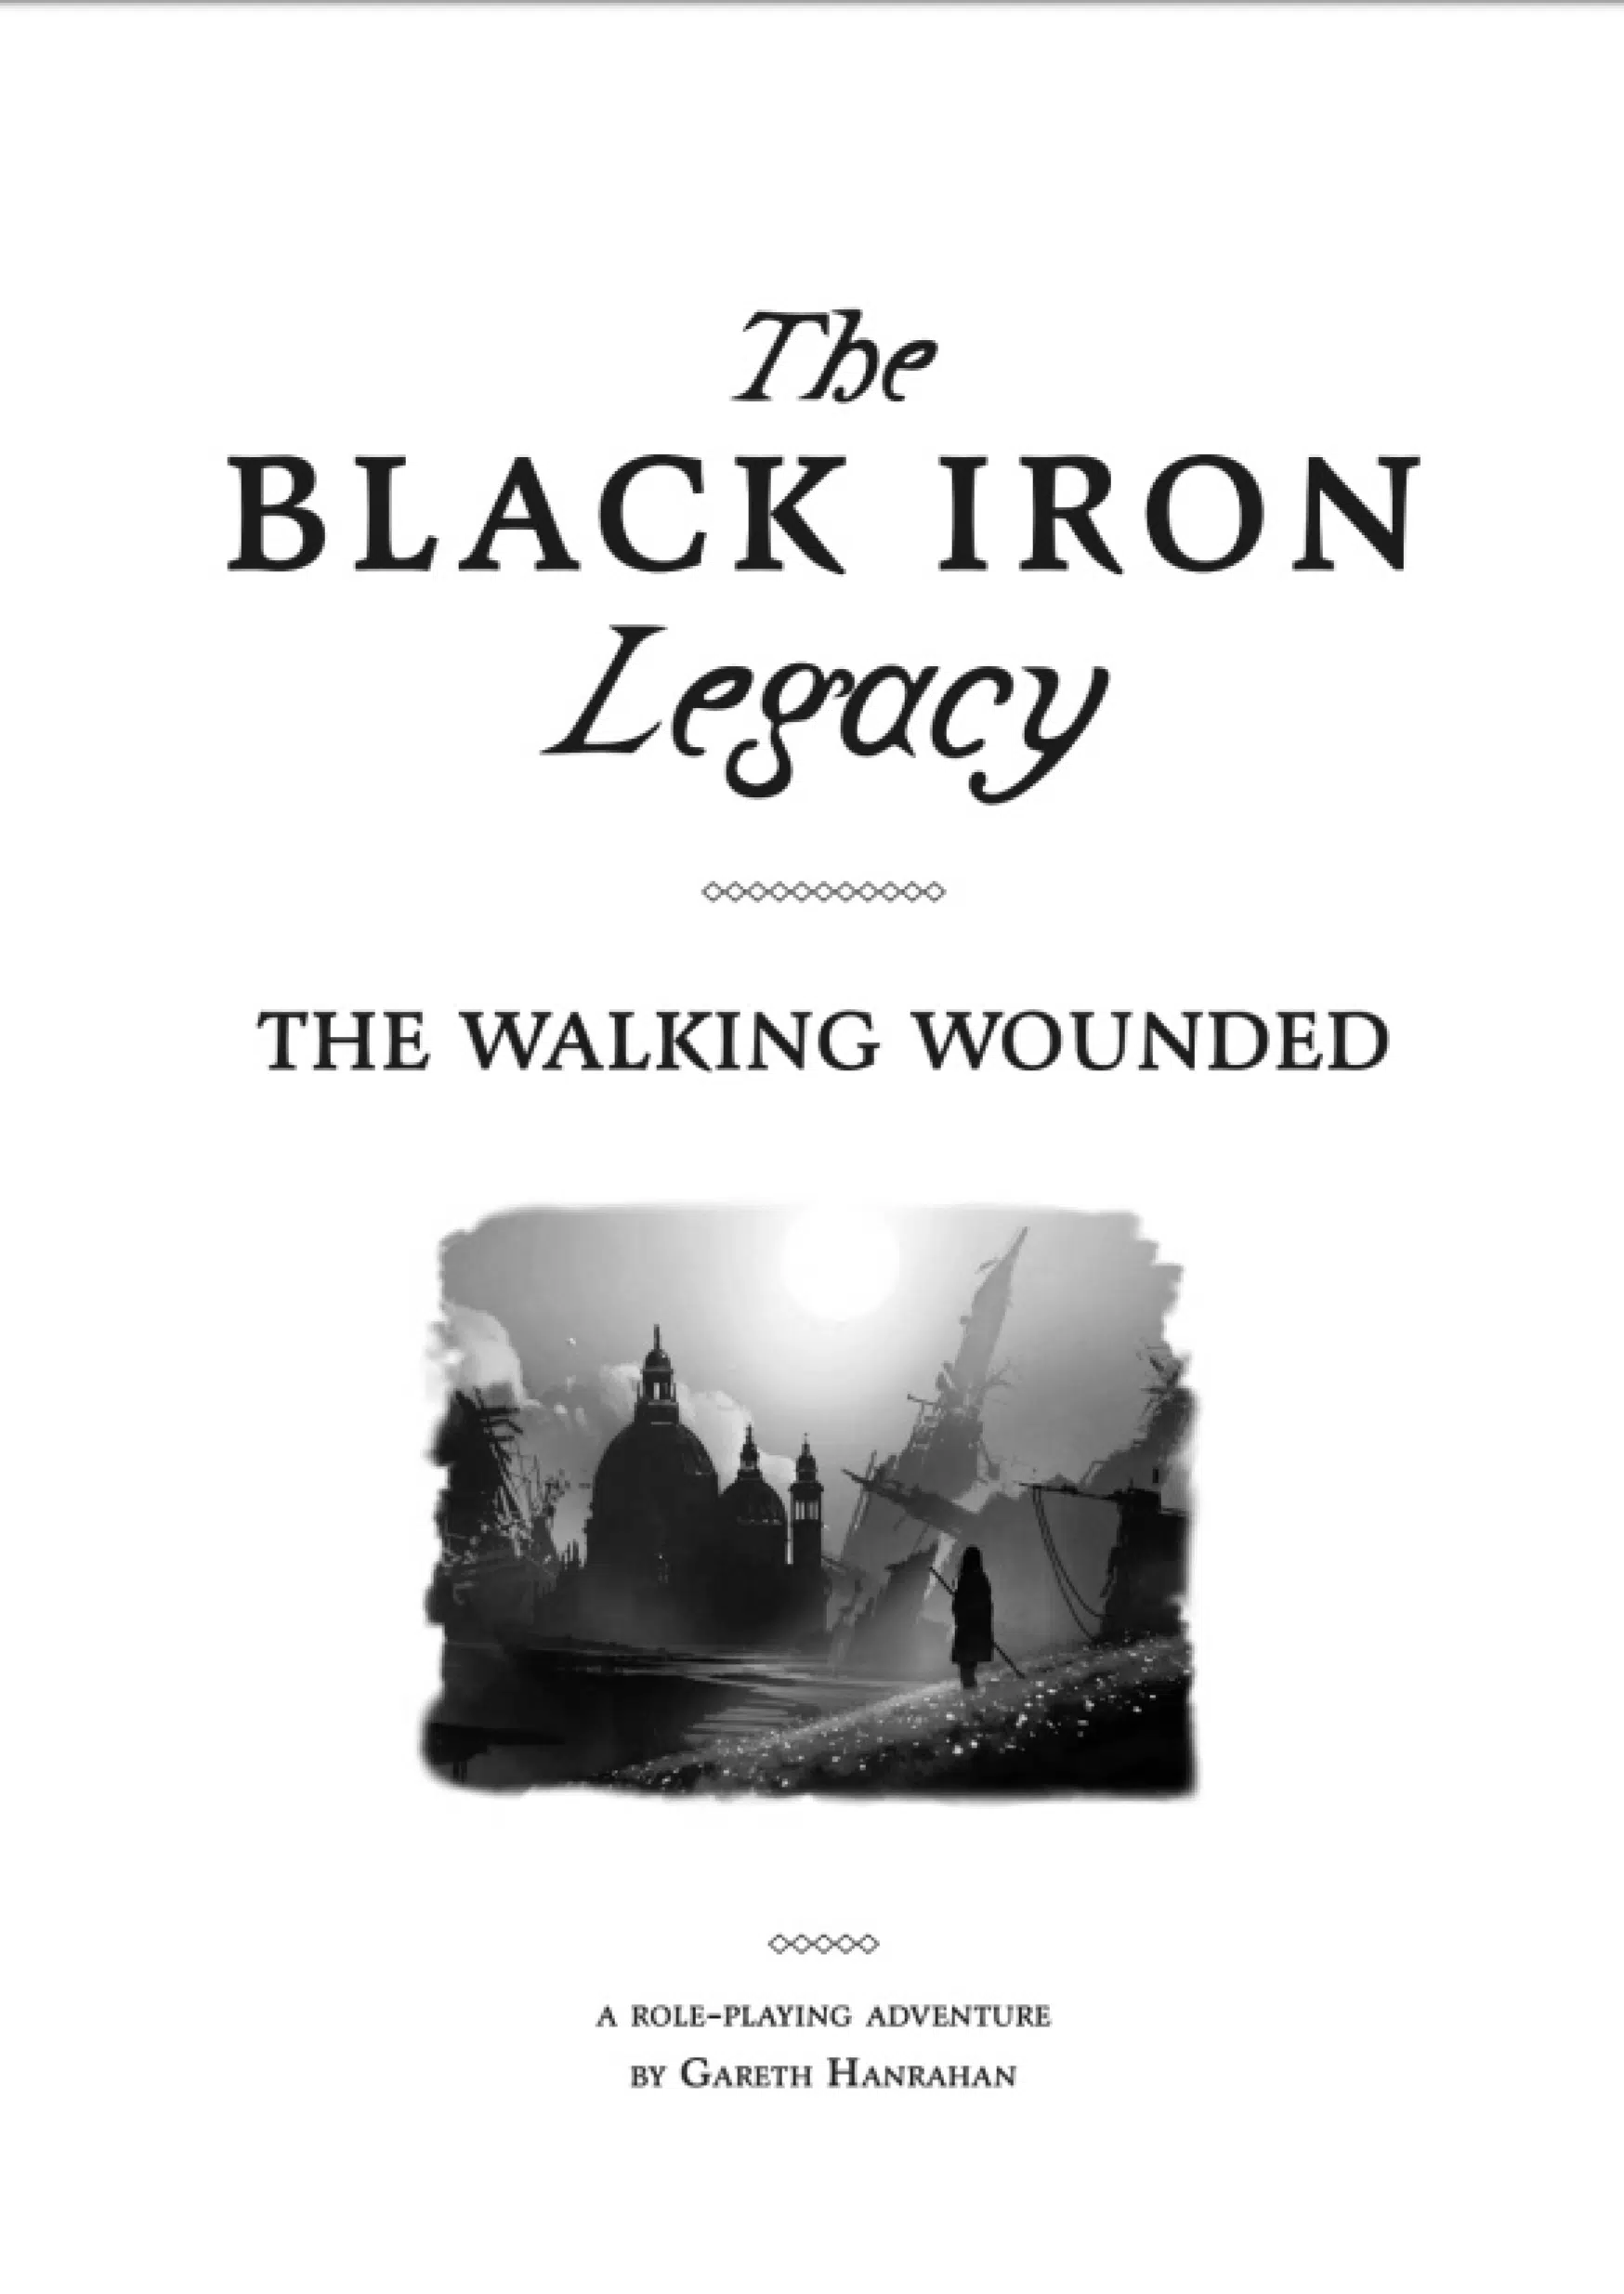 The
BLACK IRON
Legacy
THE WALKING WOUNDED
A ROLE-PLAYING ADVENTURE
BY GARETH HANRAHAN